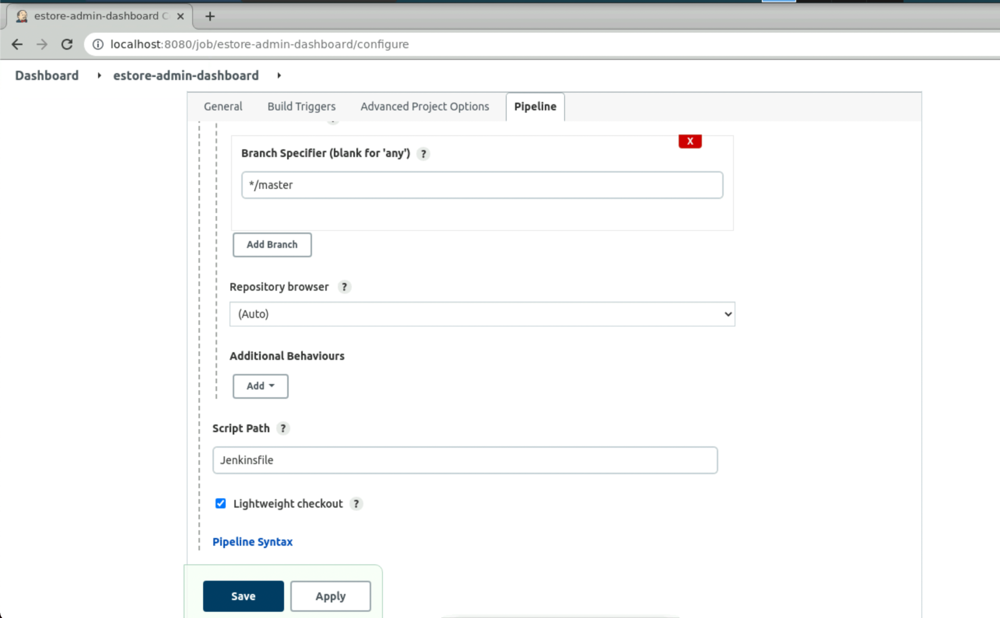 estore-admin-dashboard C
localhost:8080/job/estore-admin-dashboard/configure
Dashboard estore-admin-dashboard
General Build Triggers Advanced Project Options Pipeline
X
Branch Specifier (blank for 'any') ?
*/master
Add Branch
Repository browser ?
(Auto)
Additional Behaviours
Add
Script Path ?
Jenkinsfile
Lightweight checkout ?
Pipeline Syntax
Save Apply